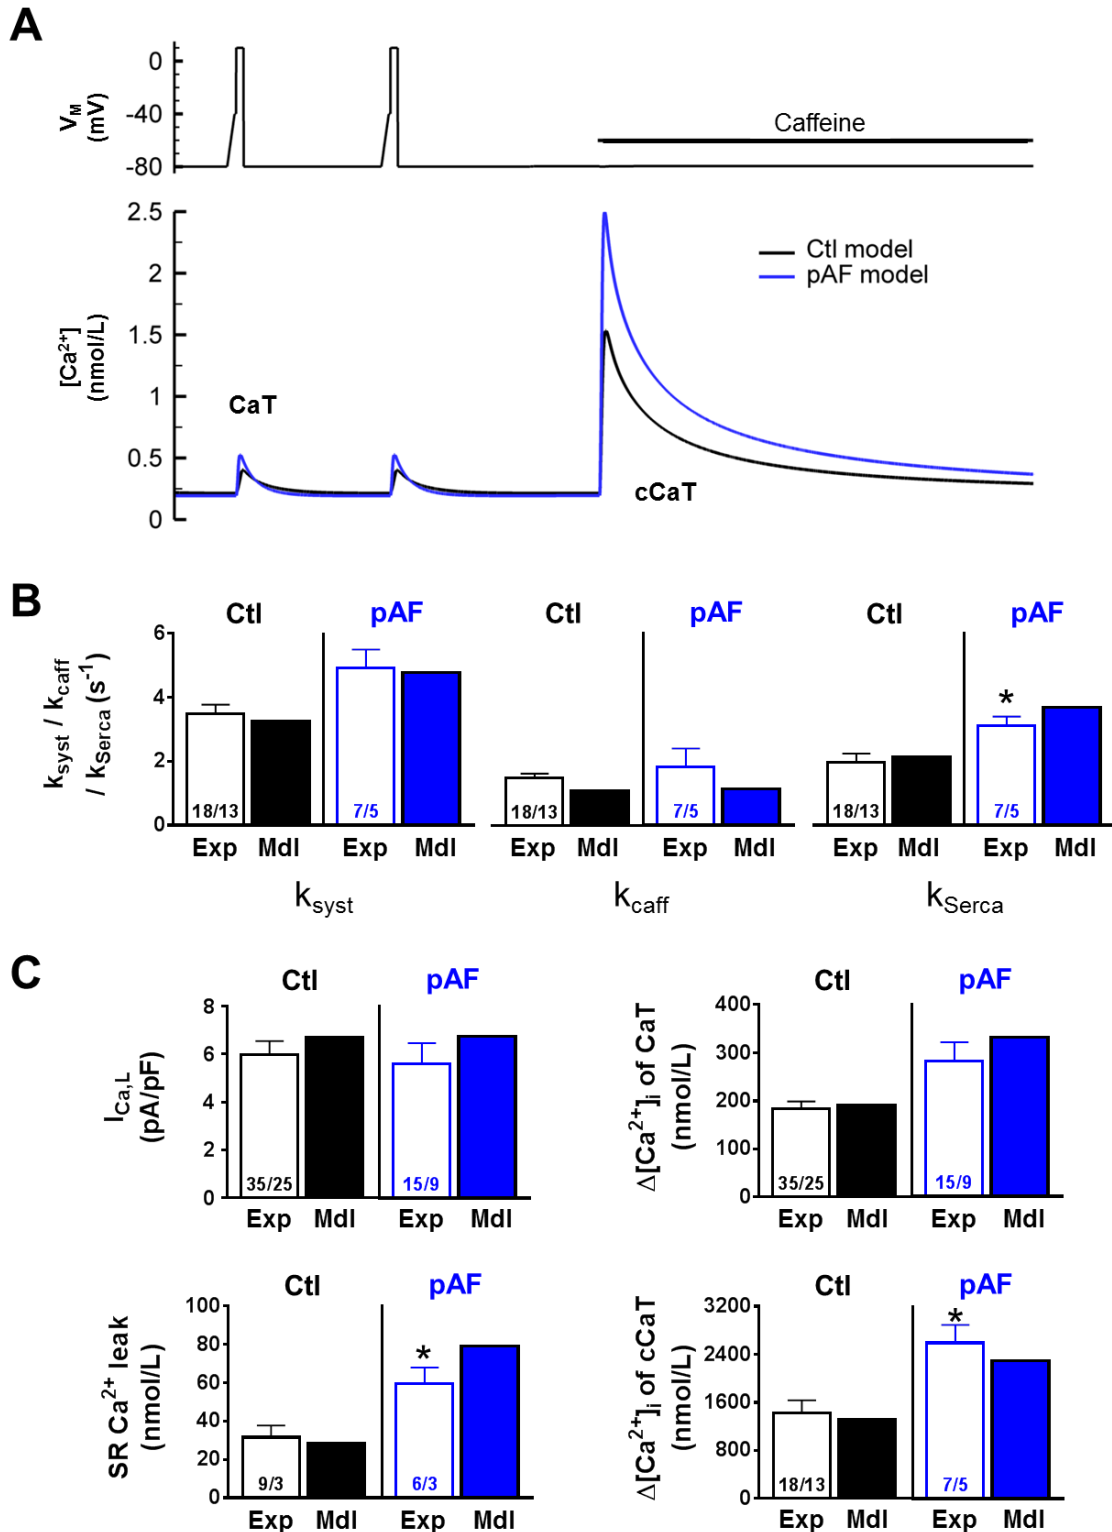 A
0
-40
-80
V_M
(mV)
Caffeine
2.5
2
1.5
1
0.5
0
[Ca²⁺]
(nmol/L)
Ctl model
pAF model
CaT
cCaT
B
k_syst / k_caff
/ k_Serca (s⁻¹)
6
4
2
0
Ctl pAF
18/13 7/5
Exp Mdl Exp Mdl
k_syst
Ctl pAF
18/13 7/5
Exp Mdl Exp Mdl
k_caff
Ctl pAF
*
18/13 7/5
Exp Mdl Exp Mdl
k_Serca
C
Ctl pAF
I_Ca,L
(pA/pF)
8
6
4
2
0
35/25 15/9
Exp Mdl Exp Mdl
Ctl pAF
Δ[Ca²⁺]_i of CaT
(nmol/L)
400
300
200
100
0
35/25 15/9
Exp Mdl Exp Mdl
Ctl pAF
SR Ca²⁺ leak
(nmol/L)
100
80
60
40
20
0
*
9/3 6/3
Exp Mdl Exp Mdl
Ctl pAF
Δ[Ca²⁺]_i of cCaT
(nmol/L)
3200
2400
1600
800
0
*
18/13 7/5
Exp Mdl Exp Mdl